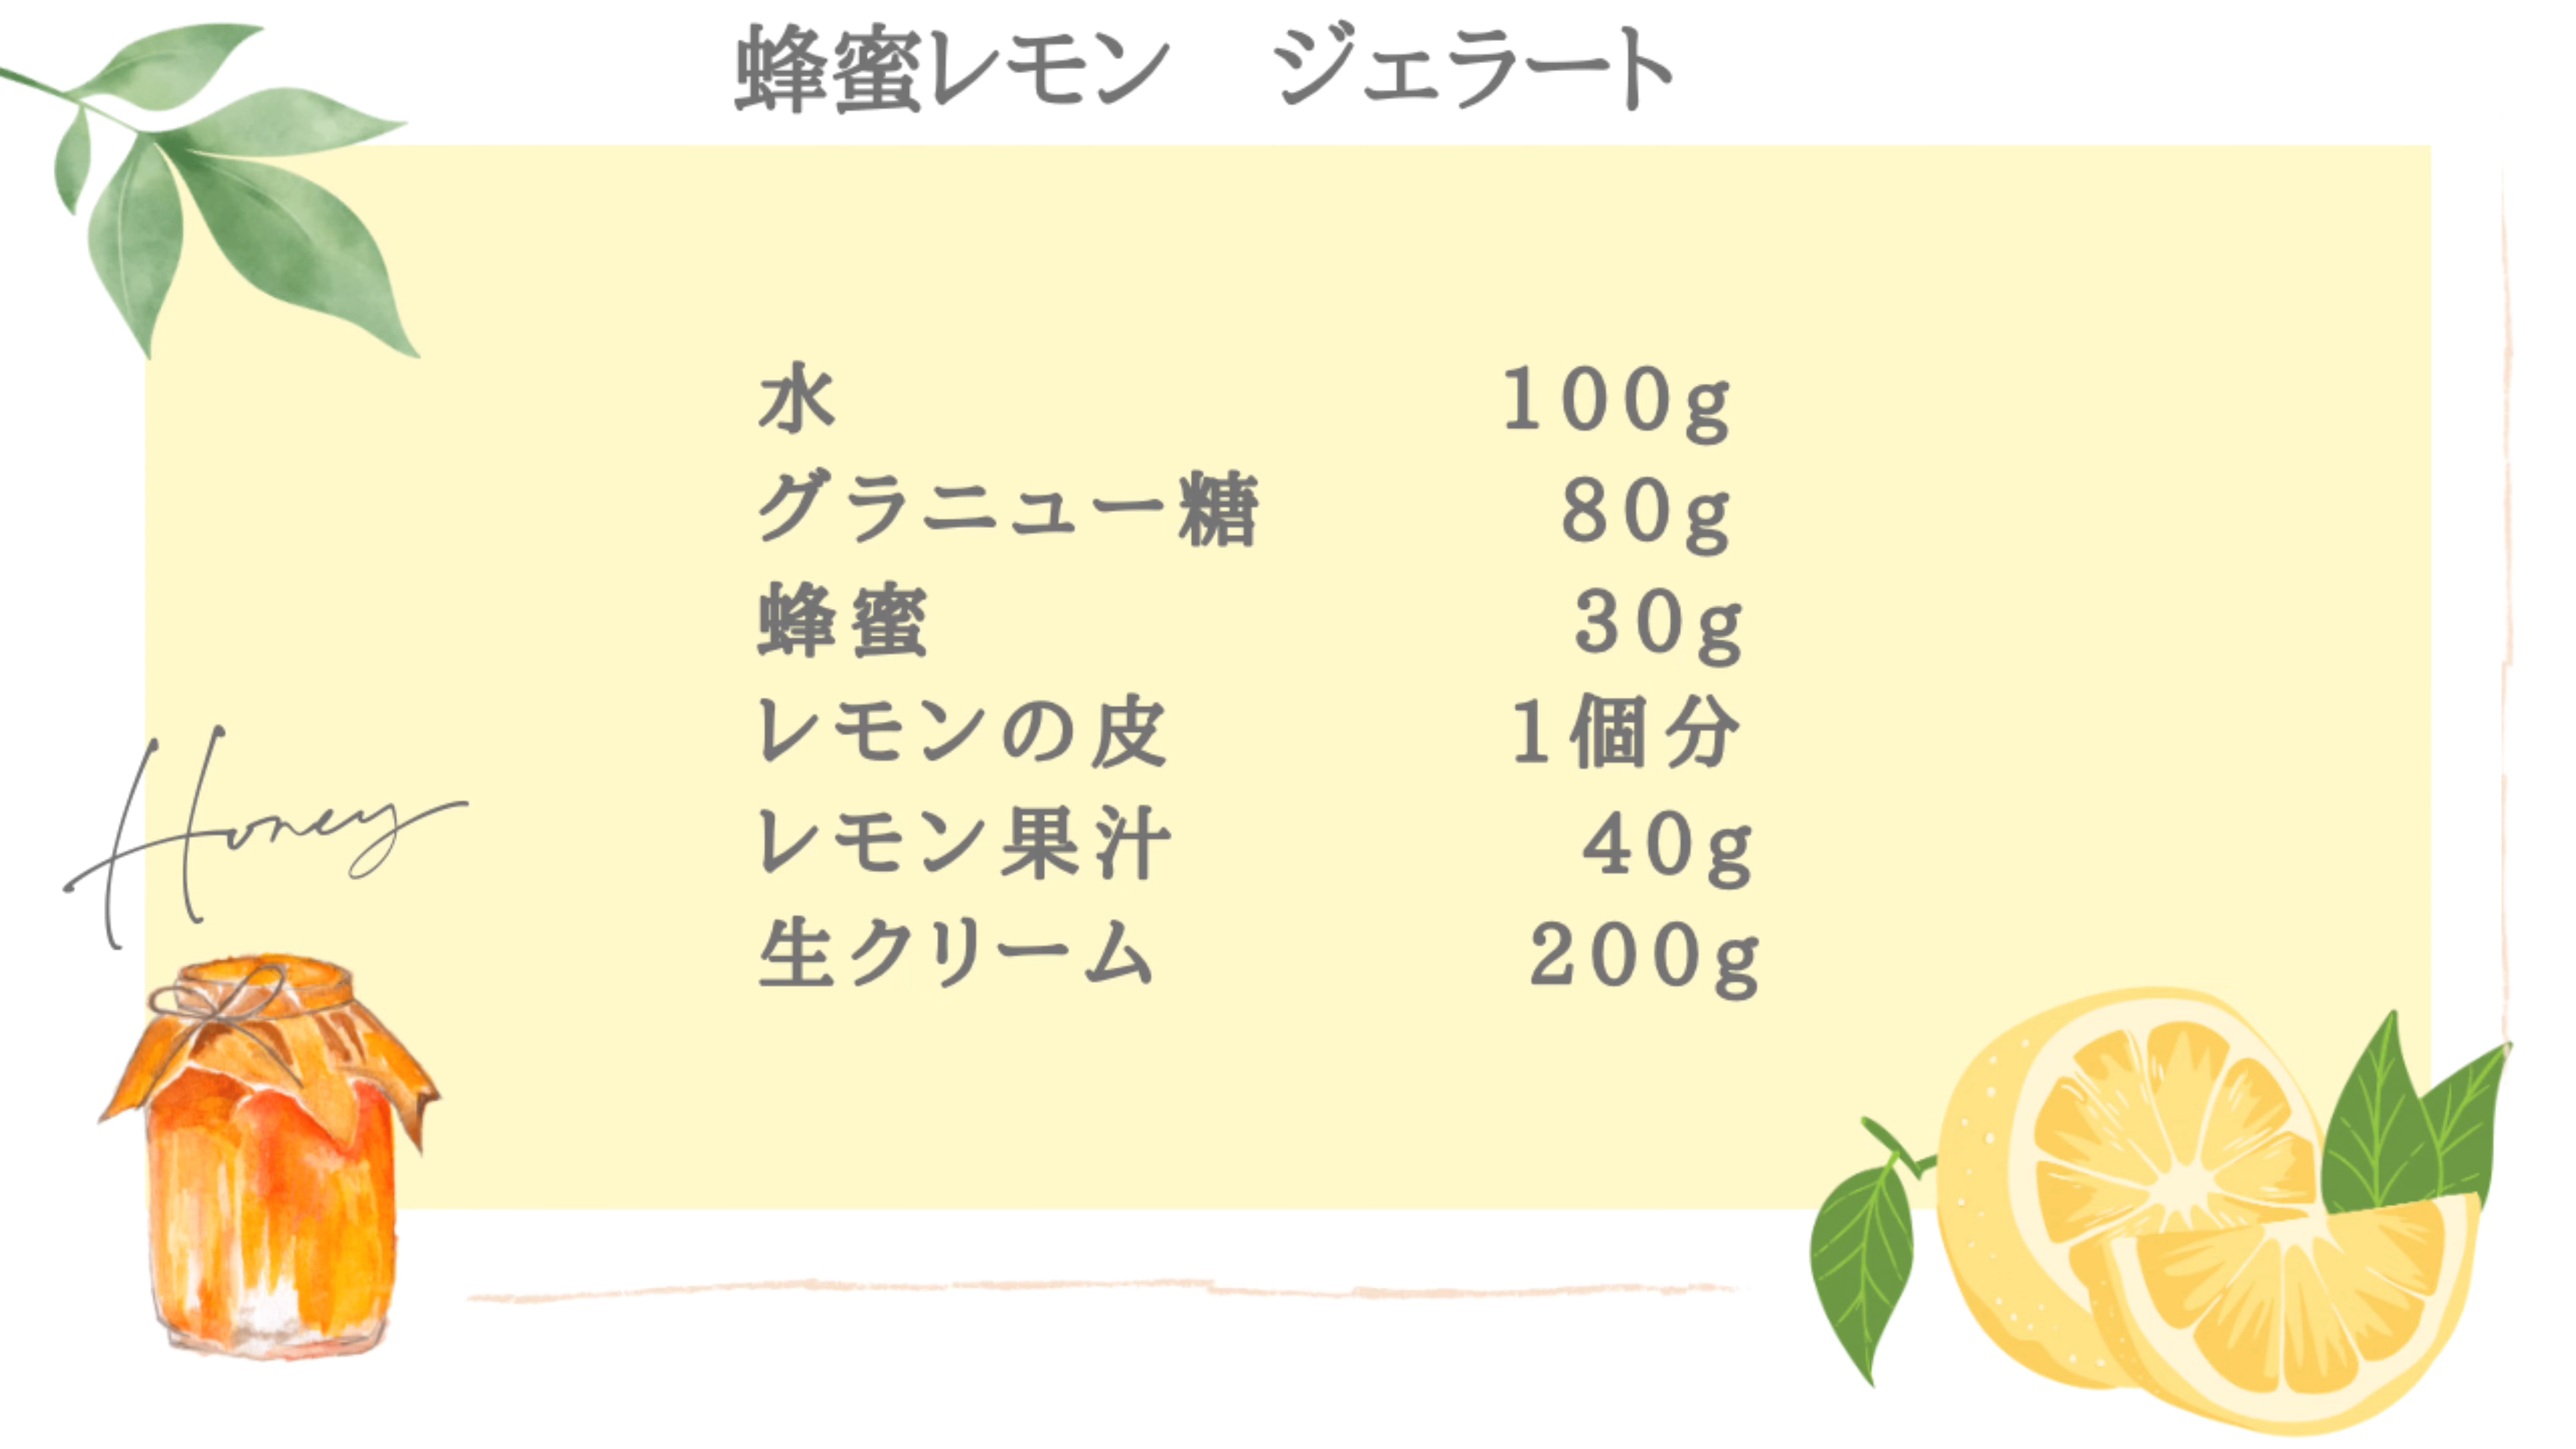 蜂蜜レモン　ジェラート
水　100g
グラニュー糖　80g
蜂蜜　30g
レモンの皮　1個分
レモン果汁　40g
生クリーム　200g
Honey